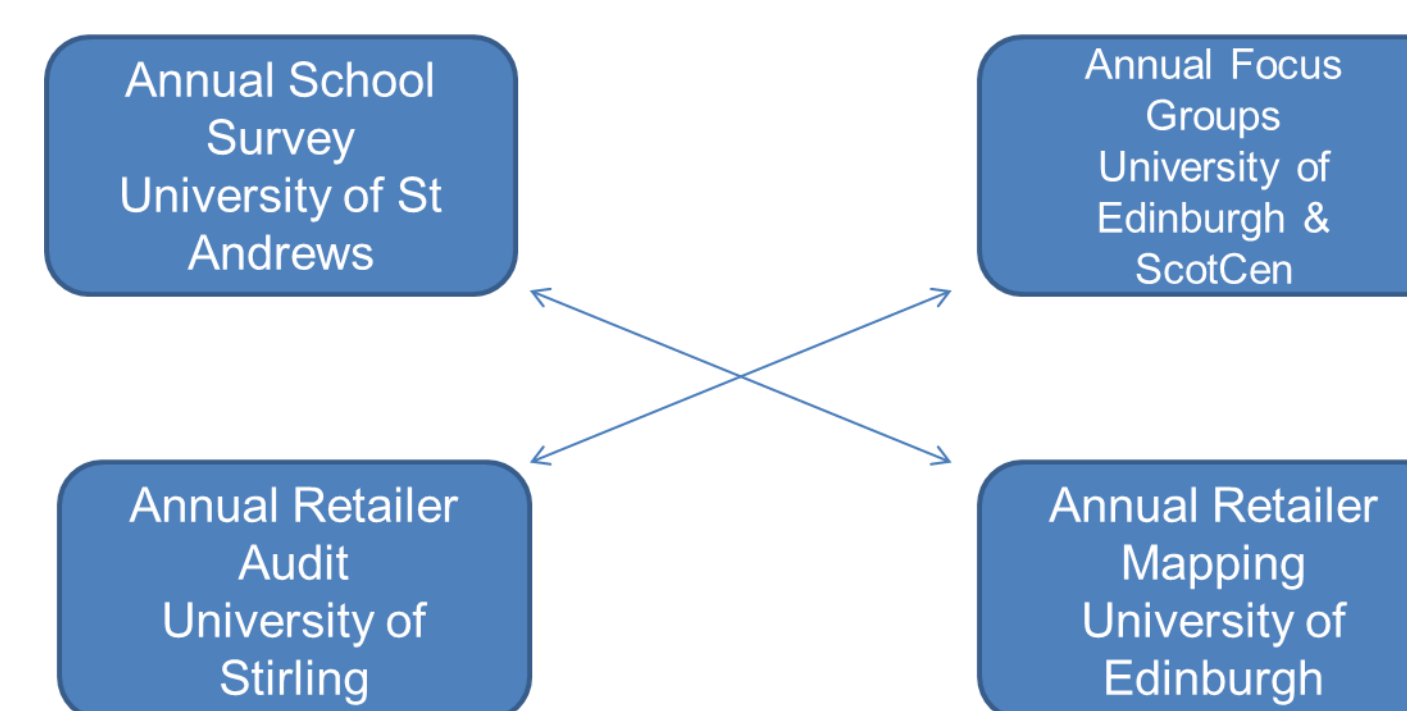 Annual School
Survey
University of St
Andrews
Annual Focus
Groups
University of
Edinburgh &
ScotCen
Annual Retailer
Audit
University of
Stirling
Annual Retailer
Mapping
University of
Edinburgh